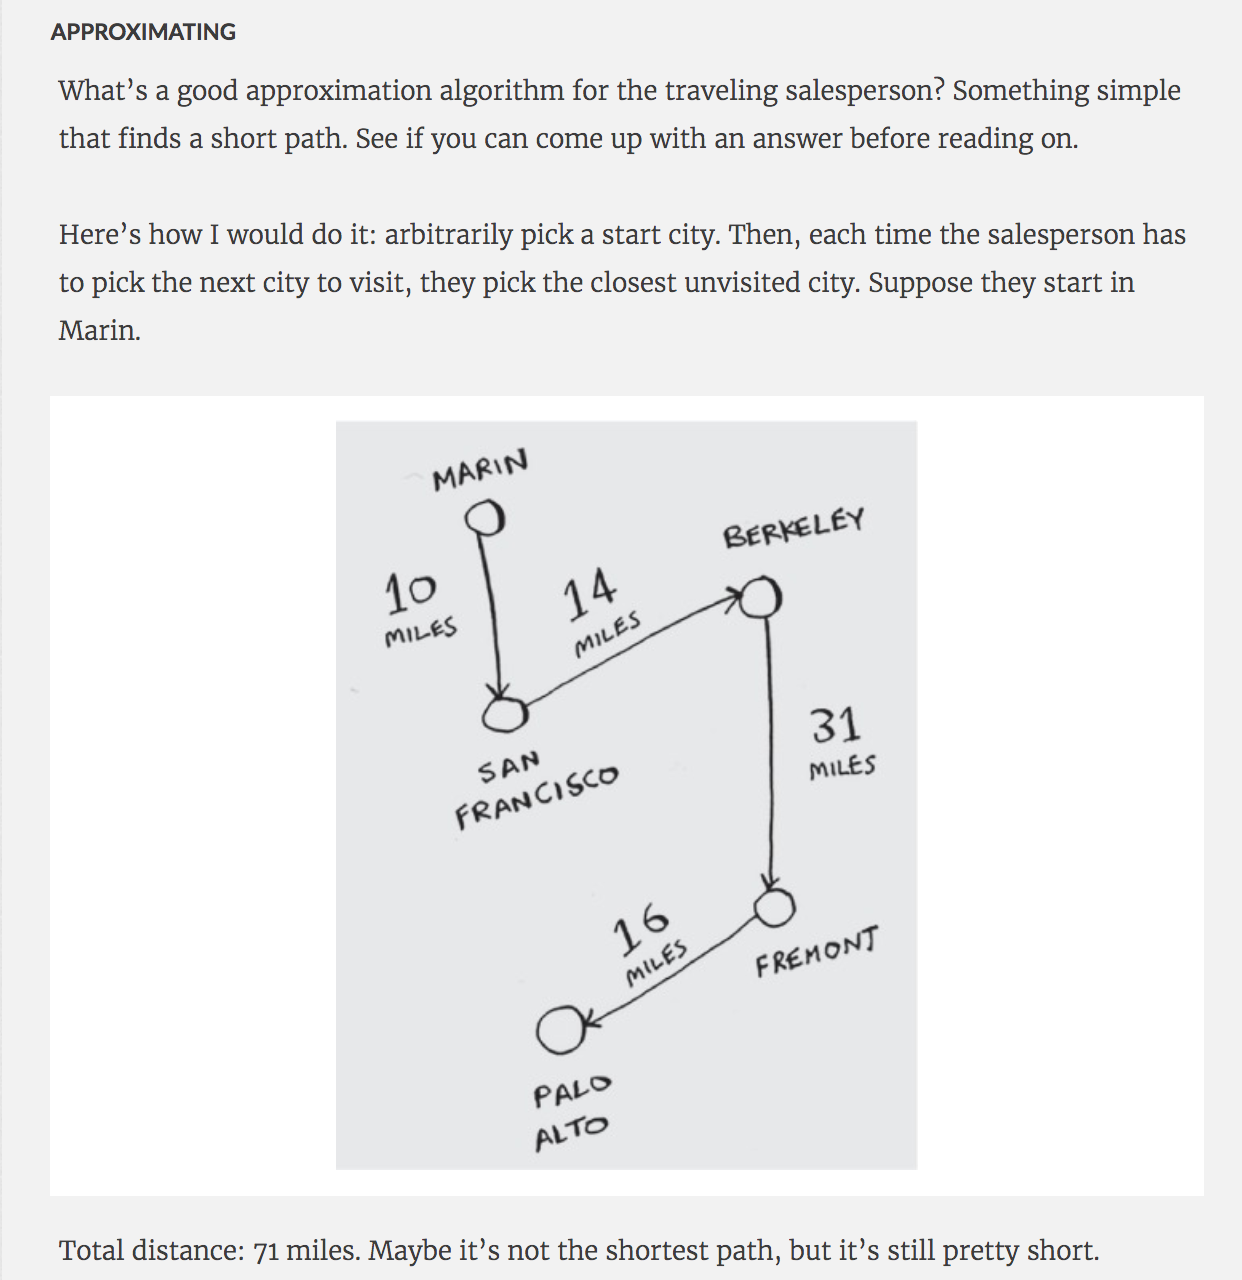 APPROXIMATING
What’s a good approximation algorithm for the traveling salesperson? Something simple
that finds a short path. See if you can come up with an answer before reading on.
Here’s how I would do it: arbitrarily pick a start city. Then, each time the salesperson has
to pick the next city to visit, they pick the closest unvisited city. Suppose they start in
Marin.
MARIN
BERKELEY
10
MILES
14
MILES
SAN
FRANCISCO
31
MILES
16
MILES
FREMONT
PALO
ALTO
Total distance: 71 miles. Maybe it’s not the shortest path, but it’s still pretty short.